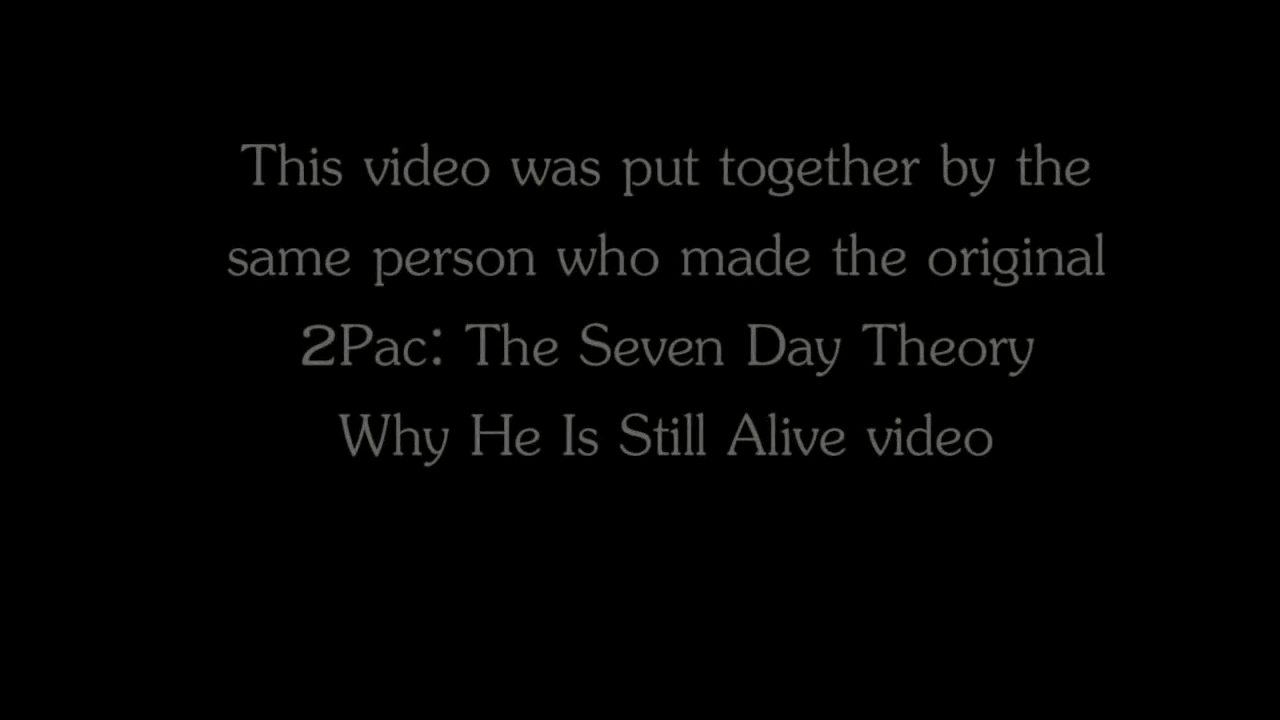 This video was put together by the
same person who made the original
2Pac: The Seven Day Theory
Why He Is Still Alive video